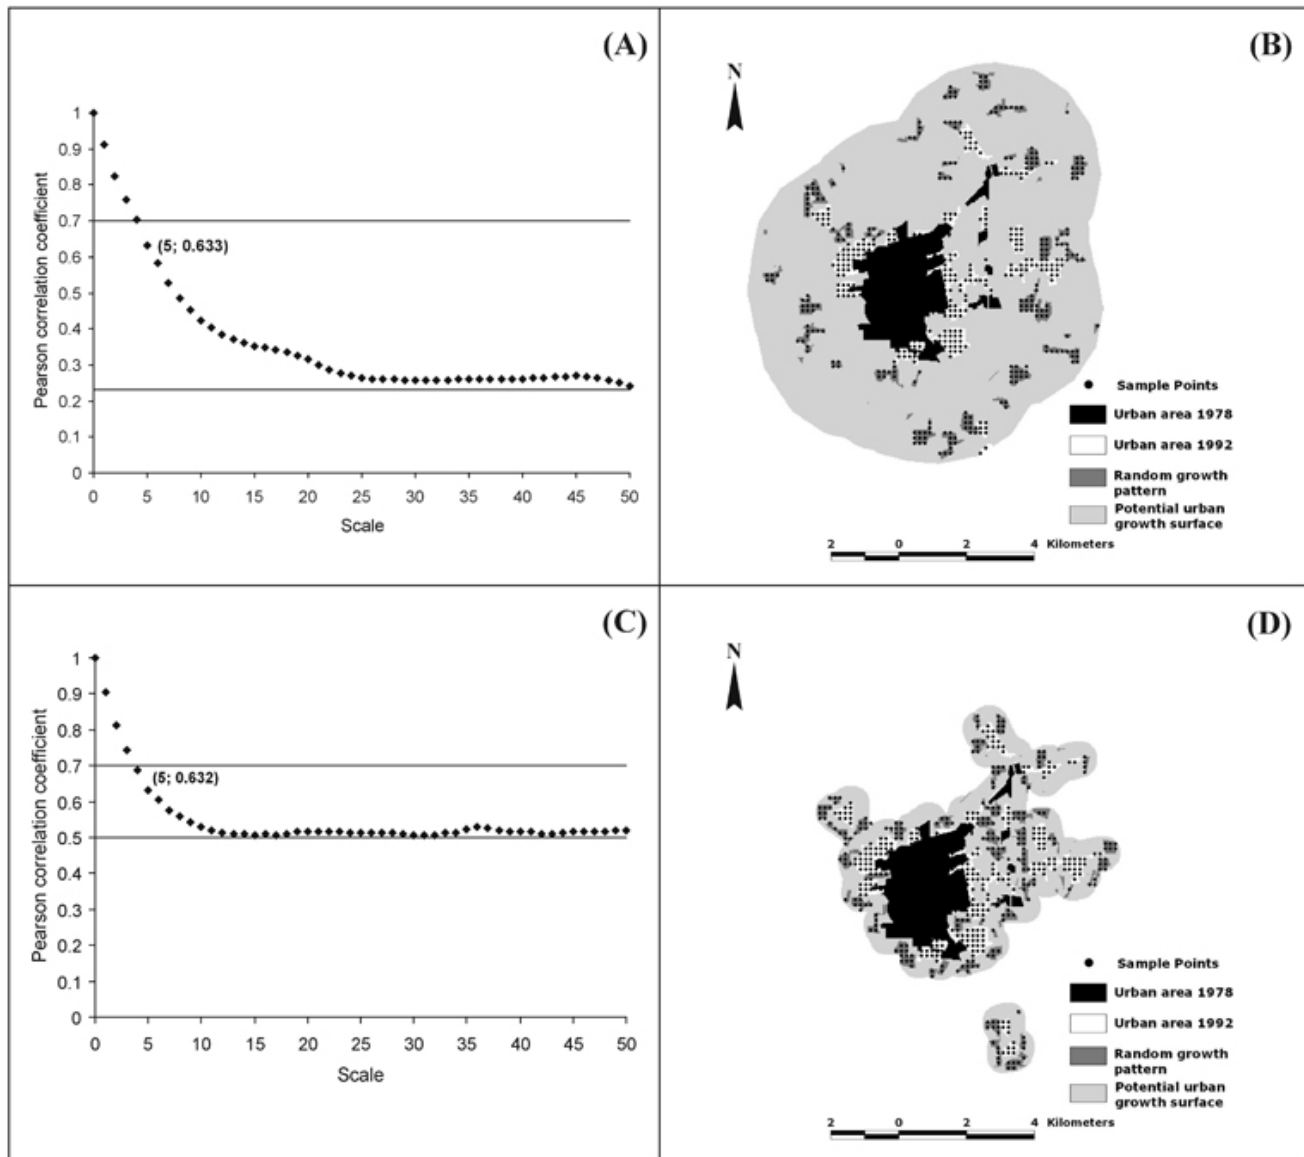 (A)
1
0.9
0.8
0.7
0.6
0.5
0.4
0.3
0.2
0.1
0
Pearson correlation coefficient
(5; 0.633)
0 5 10 15 20 25 30 35 40 45 50
Scale
(B)
N
Sample Points
Urban area 1978
Urban area 1992
Random growth
pattern
Potential urban
growth surface
2 0 2 4 Kilometers
(C)
1
0.9
0.8
0.7
0.6
0.5
0.4
0.3
0.2
0.1
0
Pearson correlation coefficient
(5; 0.632)
0 5 10 15 20 25 30 35 40 45 50
Scale
(D)
N
Sample Points
Urban area 1978
Urban area 1992
Random growth
pattern
Potential urban
growth surface
2 0 2 4 Kilometers